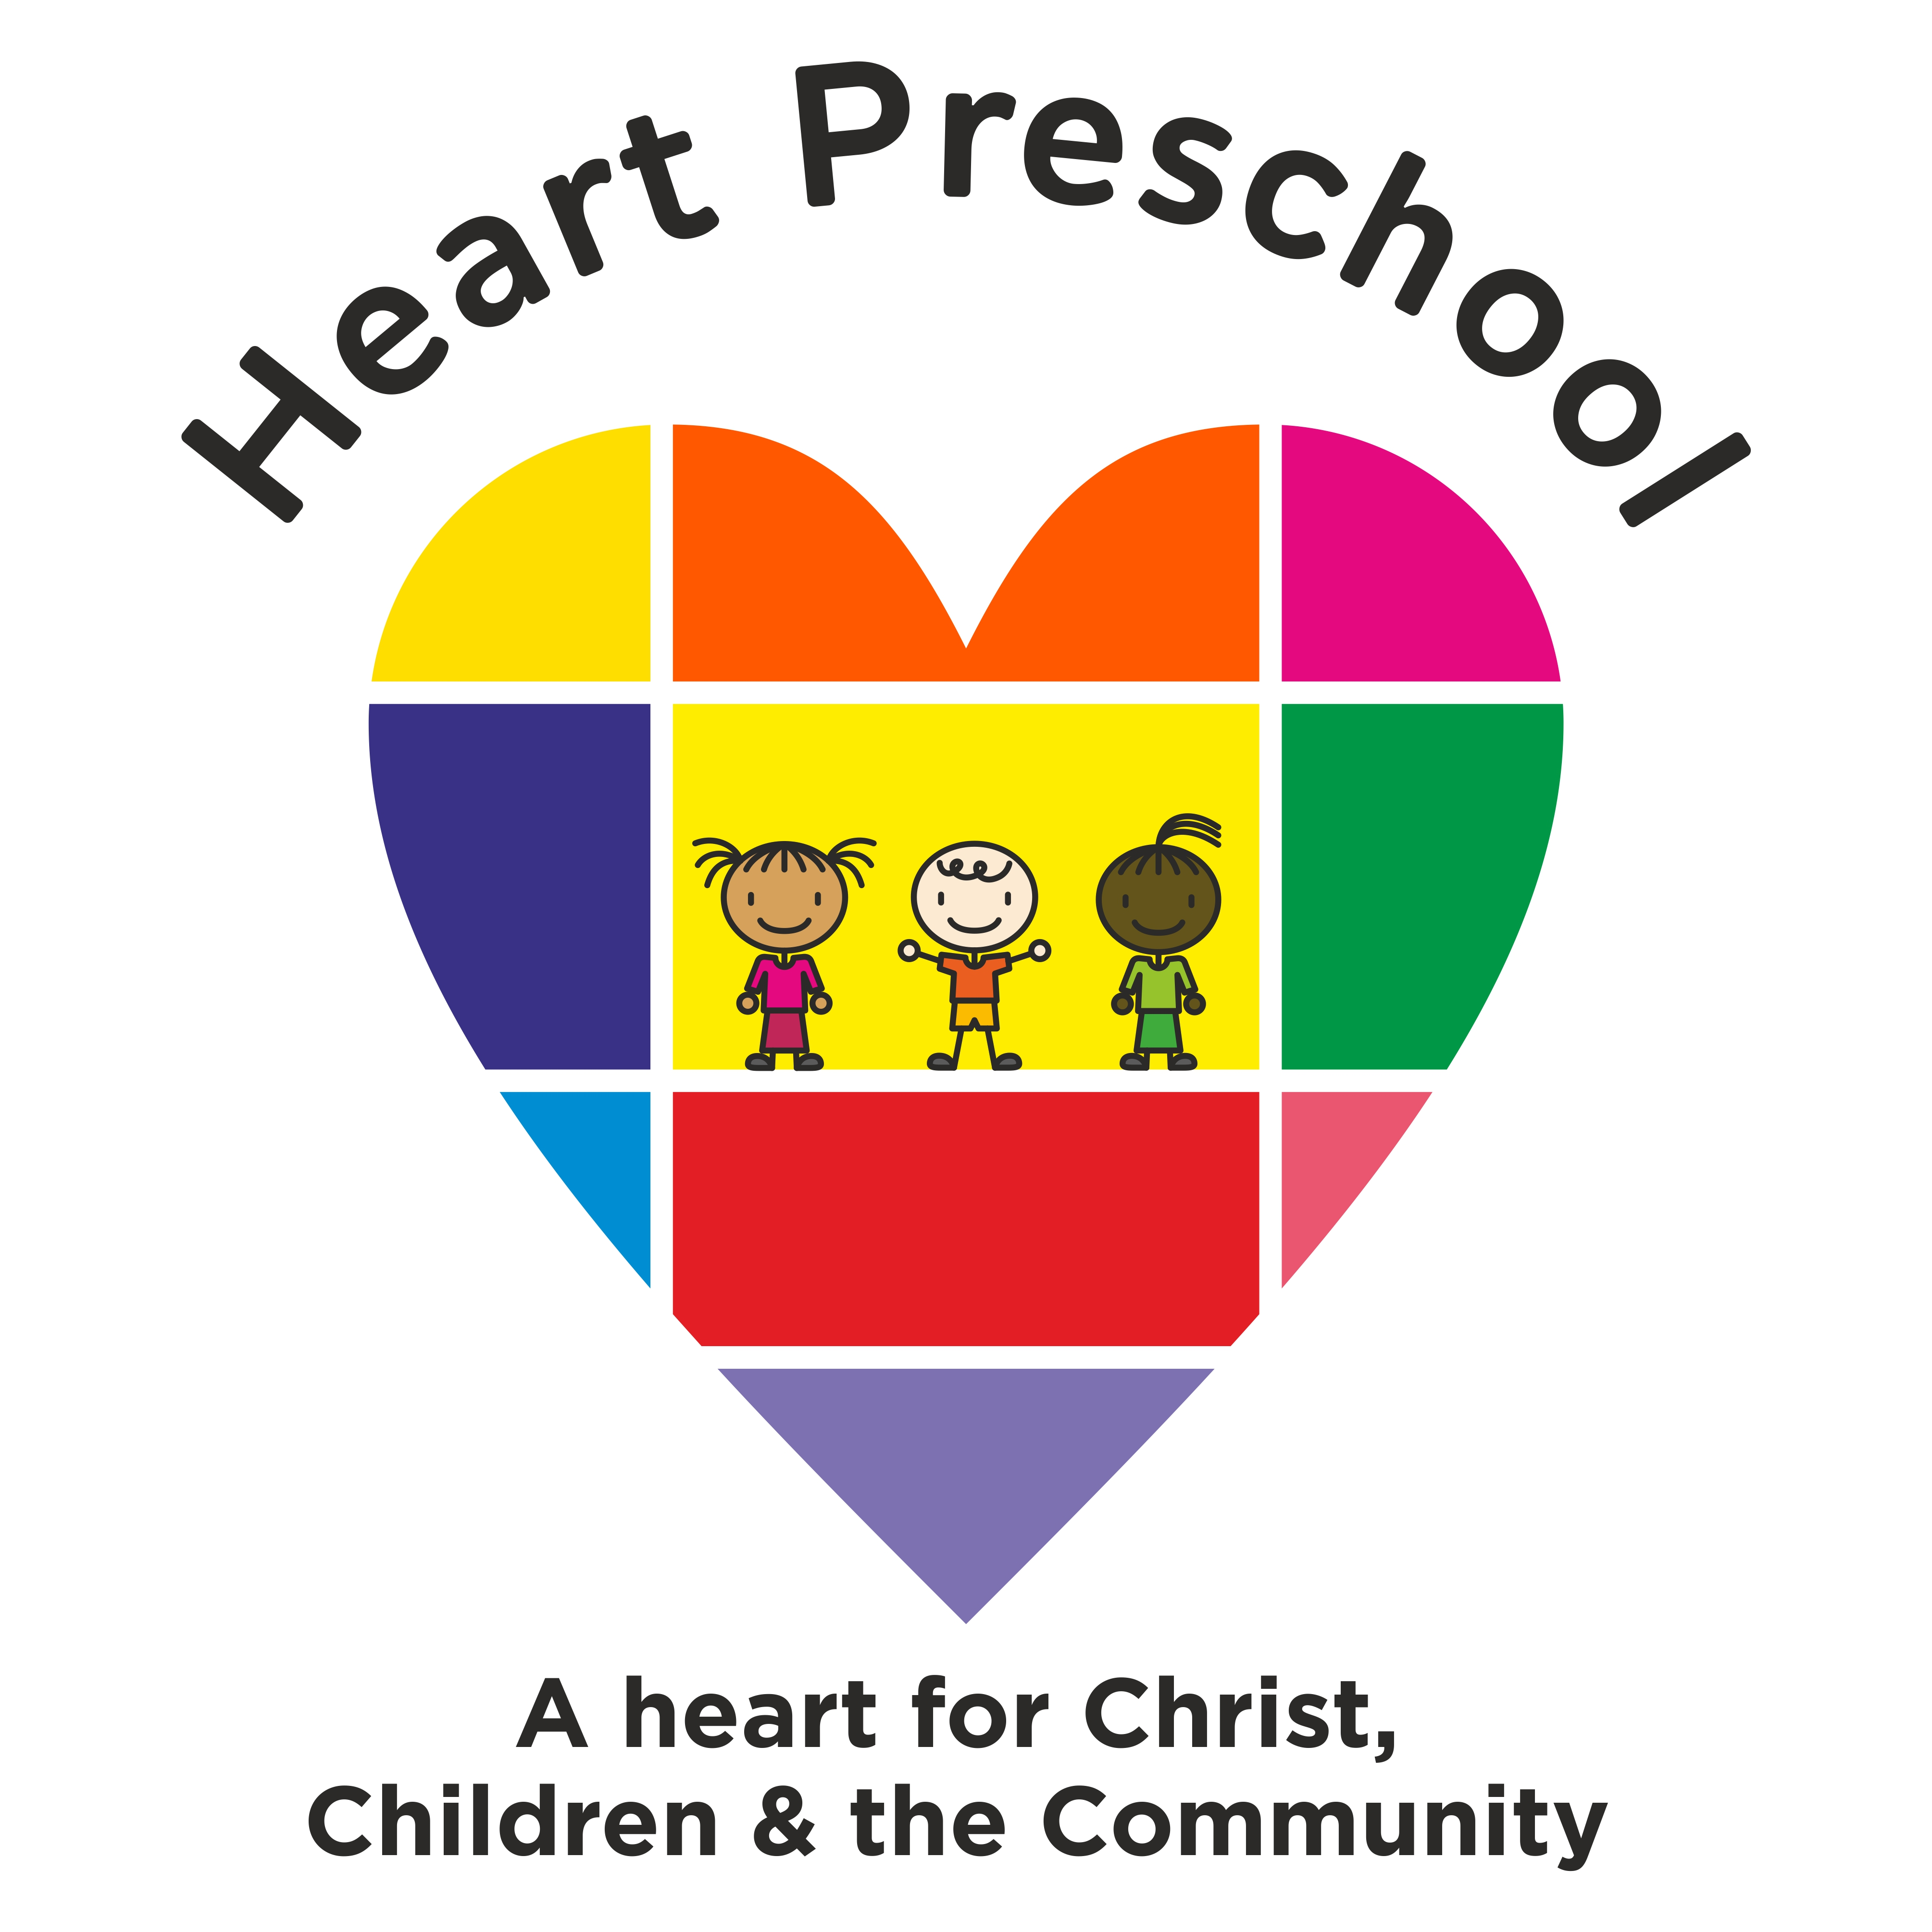 Heart Preschool
A heart for Christ,
Children & the Community